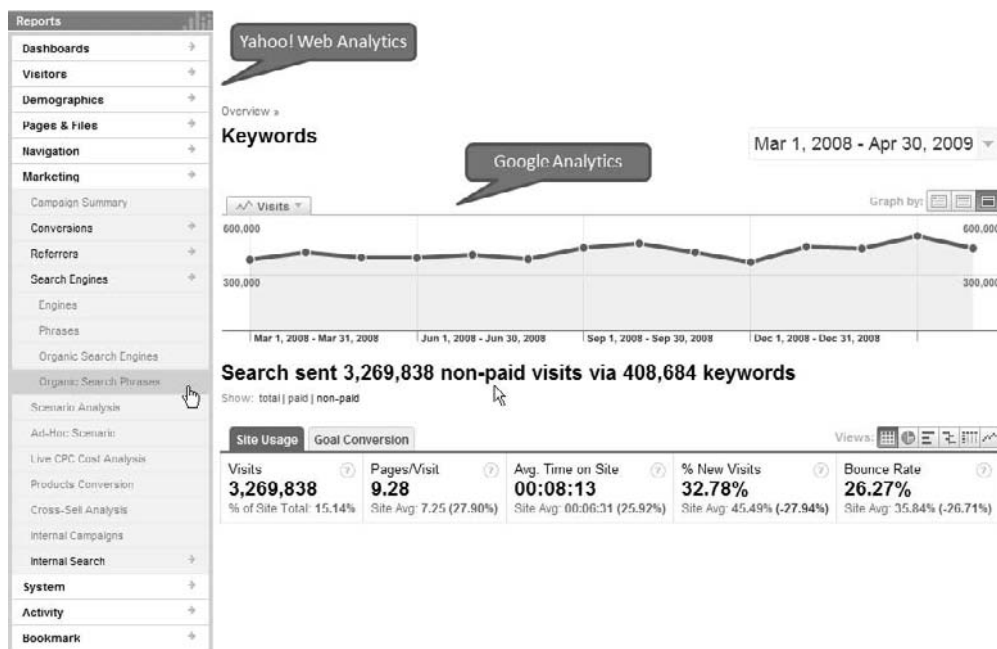 Reports
Dashboards
Visitors
Demographics
Pages & Files
Navigation
Marketing
Campaign Summary
Conversions
Referrers
Search Engines
Engines
Phrases
Organic Search Engines
Organic Search Phrases
Scenario Analysis
Ad-Hoc Scenario
Live CPC Cost Analysis
Products Conversion
Cross-Sell Analysis
Internal Campaigns
Internal Search
System
Activity
Bookmark
Yahoo! Web Analytics
Overview »
Keywords
Mar 1, 2008 - Apr 30, 2009
Google Analytics
Visits
Graph by:
600,000 600,000
300,000 300,000
Mar 1, 2008 - Mar 31, 2008 Jun 1, 2008 - Jun 30, 2008 Sep 1, 2008 - Sep 30, 2008 Dec 1, 2008 - Dec 31, 2008
Search sent 3,269,838 non-paid visits via 408,684 keywords
Show: total | paid | non-paid
Site Usage Goal Conversion Views:
Visits ? Pages/Visit ? Avg. Time on Site ? % New Visits ? Bounce Rate ?
3,269,838 9.28 00:08:13 32.78% 26.27%
% of Site Total: 15.14% Site Avg: 7.25 (27.90%) Site Avg: 00:06:31 (25.92%) Site Avg: 45.49% (-27.94%) Site Avg: 35.84% (-26.71%)